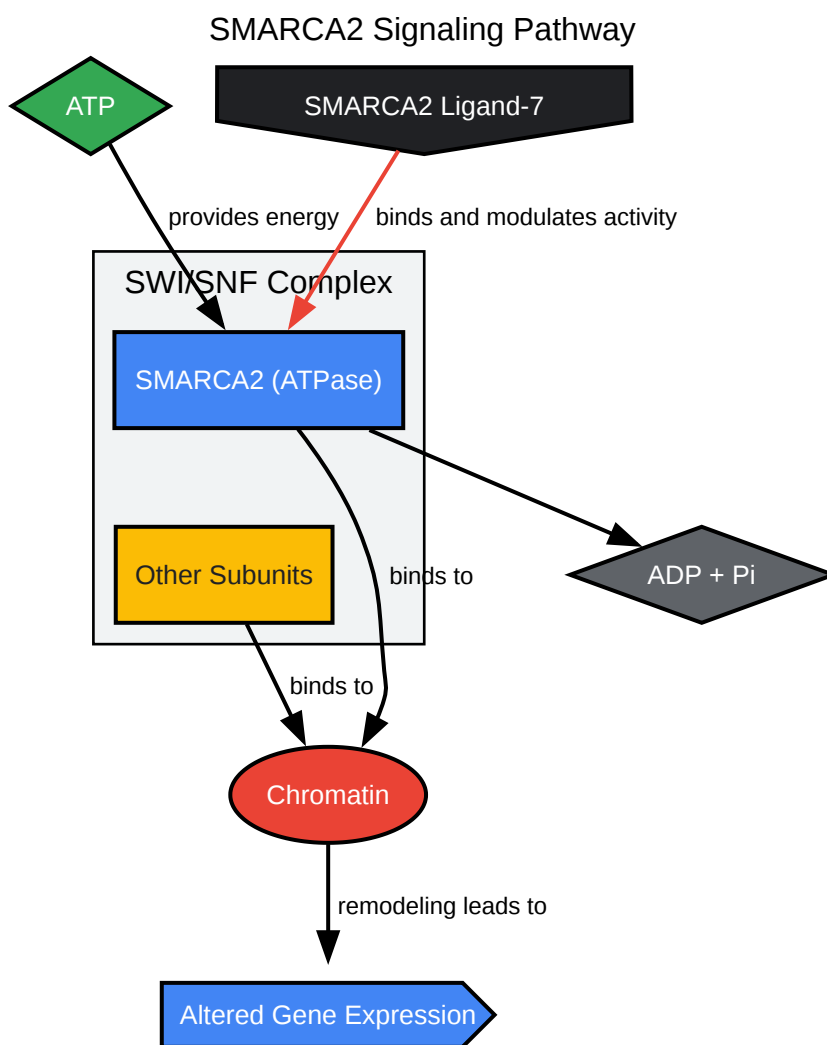 SMARCA2 Signaling Pathway
ATP
SMARCA2 Ligand-7
provides energy
binds and modulates activity
SWI/SNF Complex
SMARCA2 (ATPase)
Other Subunits
binds to
ADP + Pi
binds to
Chromatin
remodeling leads to
Altered Gene Expression